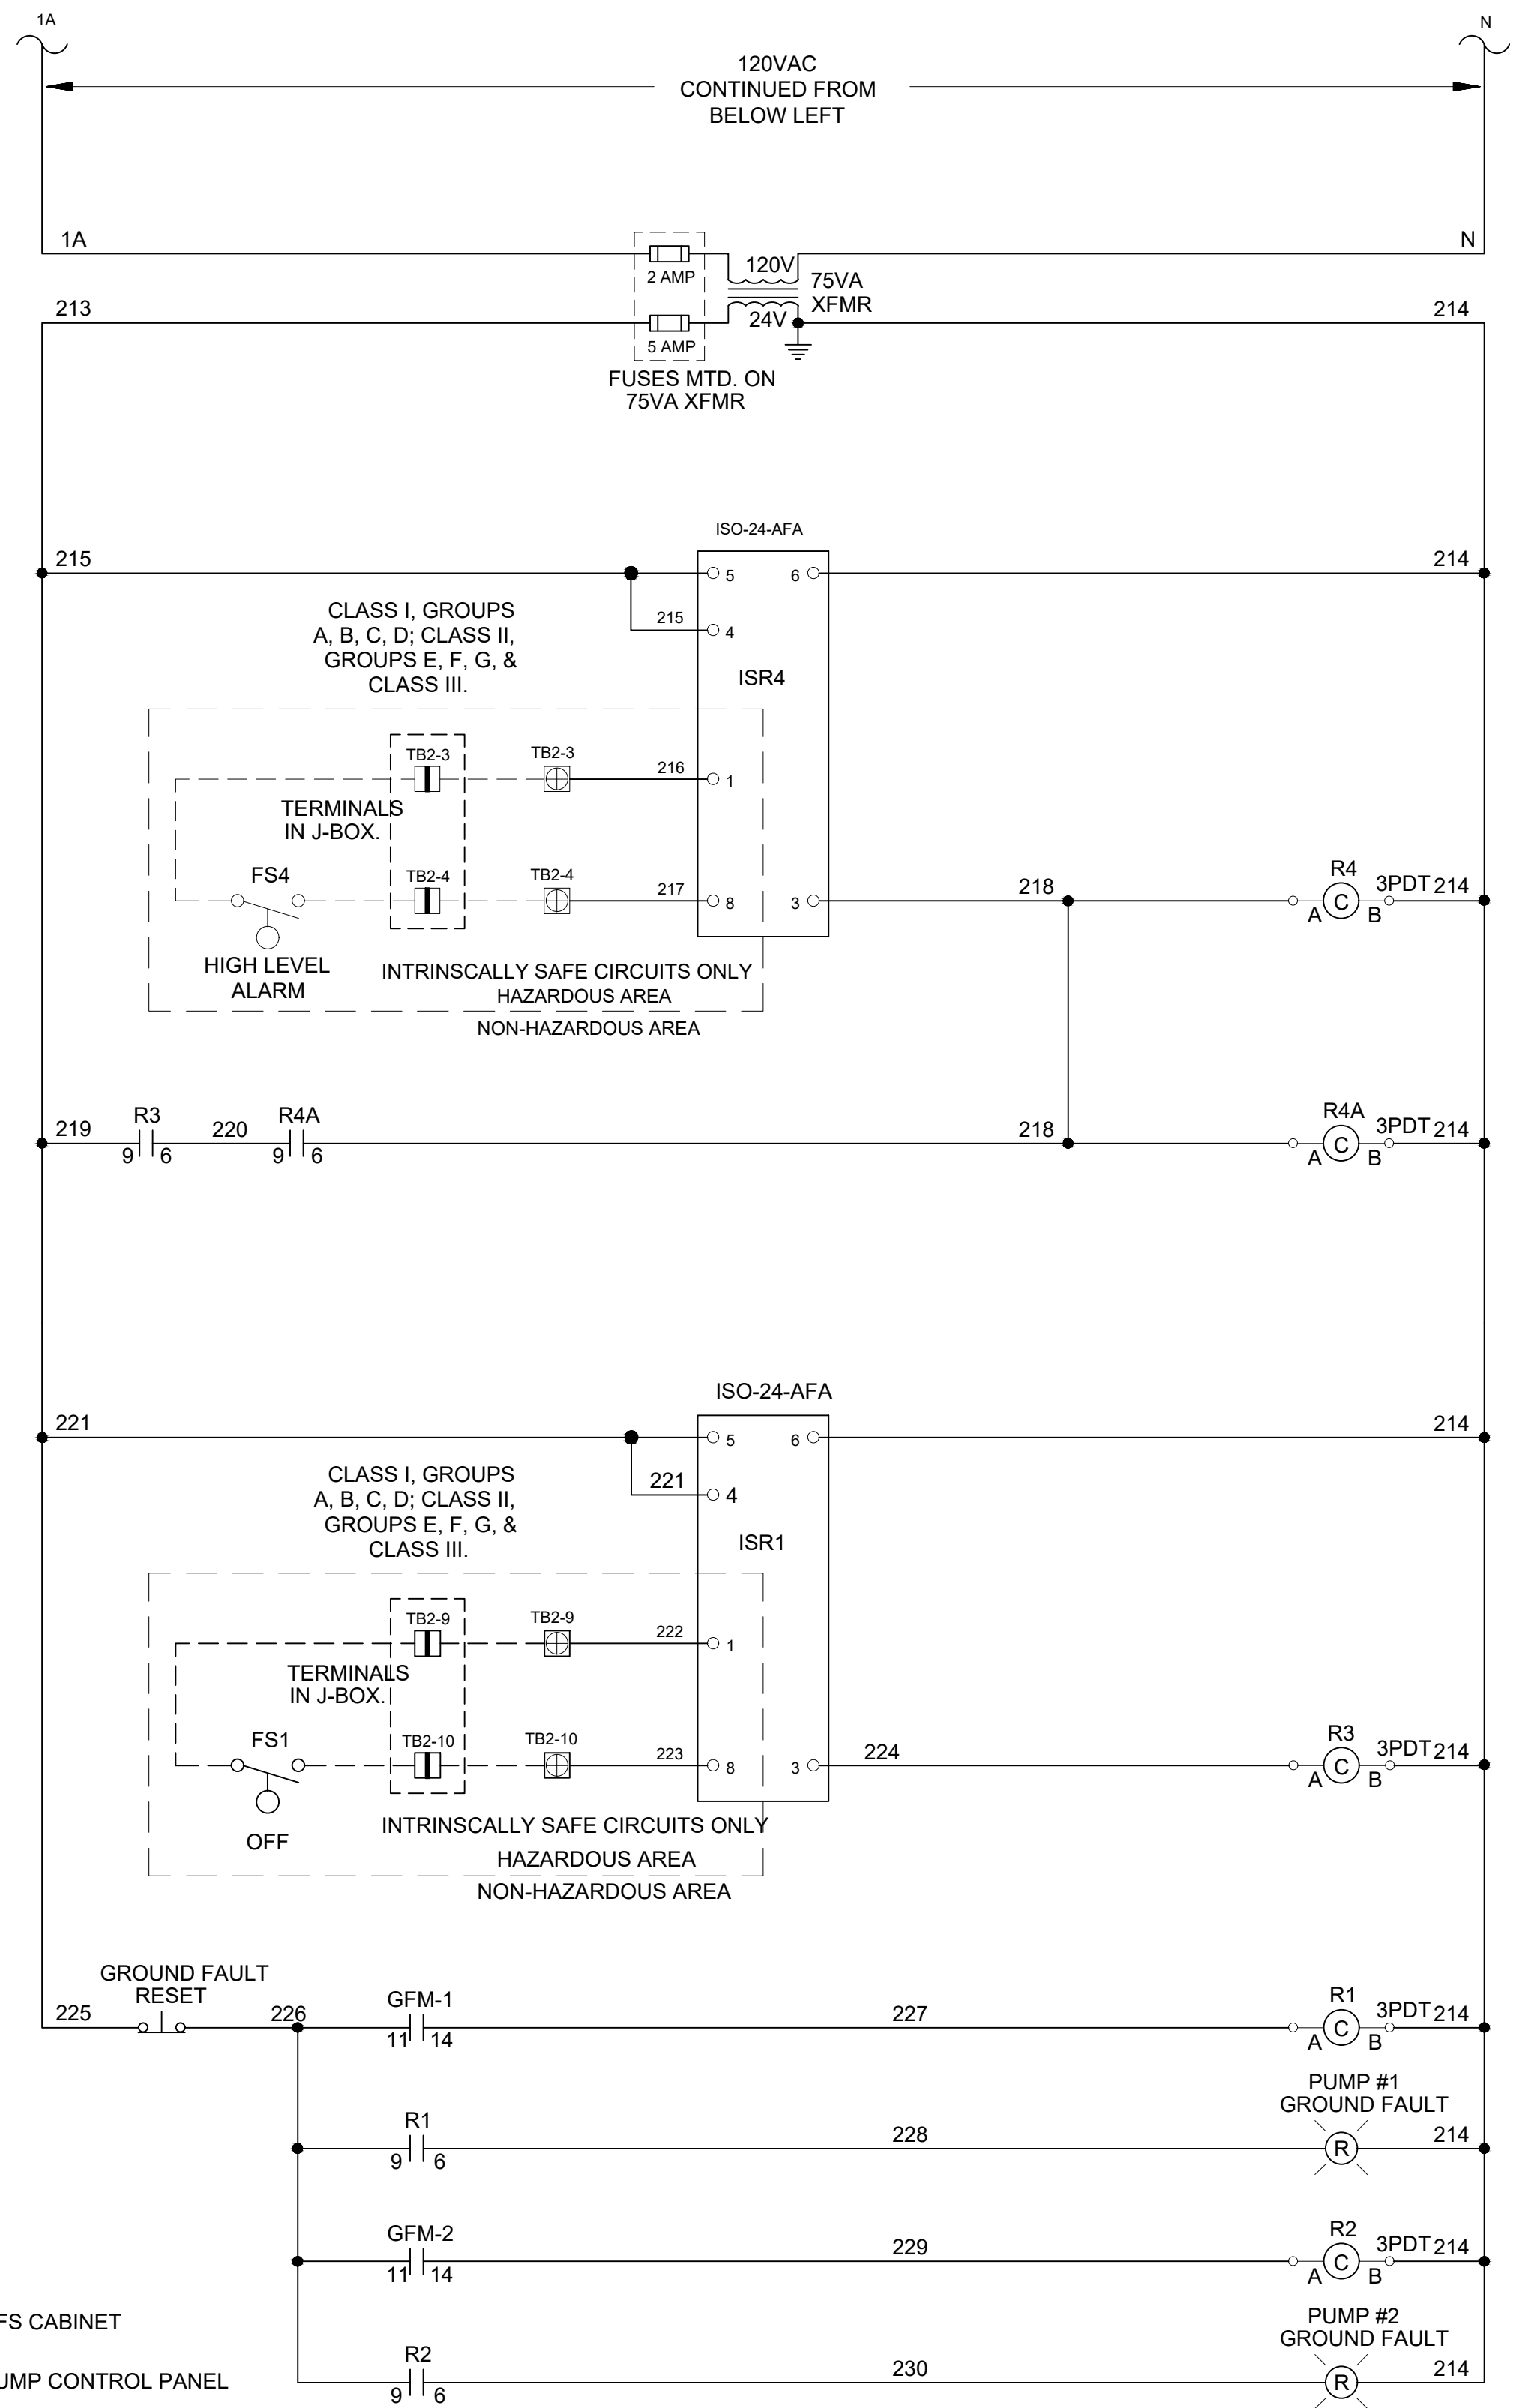 1A
N
120VAC
CONTINUED FROM
BELOW LEFT
1A
N
2 AMP
120V
75VA
XFMR
213
24V
214
5 AMP
FUSES MTD. ON
75VA XFMR
ISO-24-AFA
215
5
6
214
215
4
CLASS I, GROUPS
A, B, C, D; CLASS II,
GROUPS E, F, G, &
CLASS III.
ISR4
TB2-3
TB2-3
216
1
TERMINALS
IN J-BOX.
FS4
TB2-4
TB2-4
217
8
3
218
R4
3PDT
214
A
C
B
HIGH LEVEL
ALARM
INTRINSCALLY SAFE CIRCUITS ONLY
HAZARDOUS AREA
NON-HAZARDOUS AREA
219
R3
9
6
220
R4A
9
6
218
R4A
3PDT
214
A
C
B
ISO-24-AFA
221
5
6
214
221
4
CLASS I, GROUPS
A, B, C, D; CLASS II,
GROUPS E, F, G, &
CLASS III.
ISR1
TB2-9
TB2-9
222
1
TERMINALS
IN J-BOX.
FS1
TB2-10
TB2-10
223
8
3
224
R3
3PDT
214
A
C
B
OFF
INTRINSCALLY SAFE CIRCUITS ONLY
HAZARDOUS AREA
NON-HAZARDOUS AREA
GROUND FAULT
RESET
225
226
GFM-1
11
14
227
R1
3PDT
214
A
C
B
R1
9
6
228
PUMP #1
GROUND FAULT
R
214
GFM-2
11
14
229
R2
3PDT
214
A
C
B
FS CABINET
R2
9
6
230
PUMP #2
GROUND FAULT
R
214
UMP CONTROL PANEL